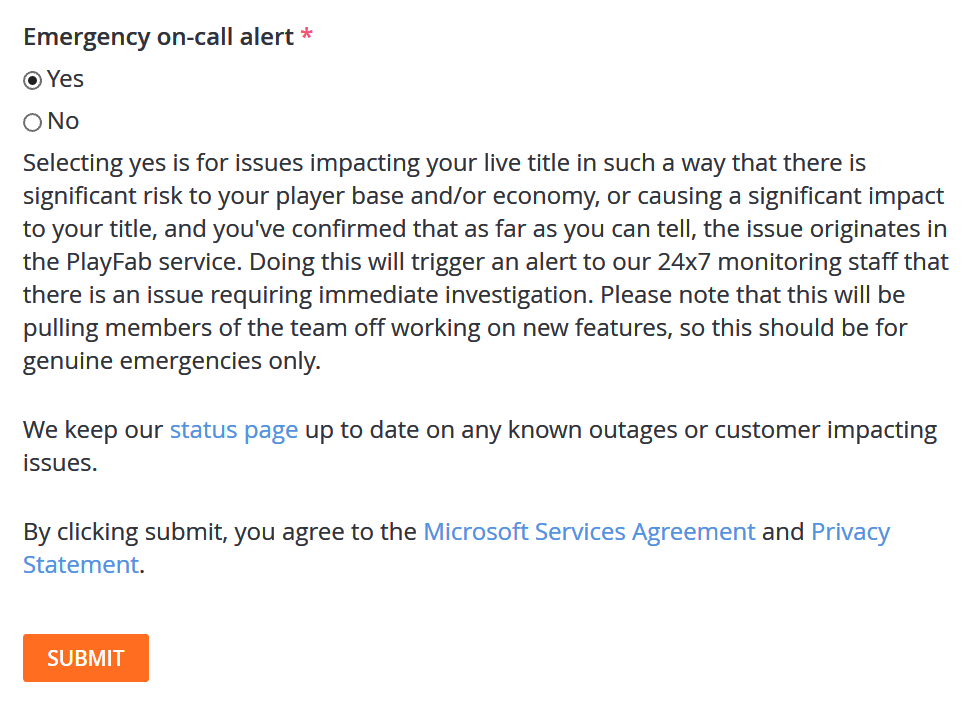 Emergency on-call alert *
Yes
No
Selecting yes is for issues impacting your live title in such a way that there is
significant risk to your player base and/or economy, or causing a significant impact
to your title, and you've confirmed that as far as you can tell, the issue originates in
the PlayFab service. Doing this will trigger an alert to our 24x7 monitoring staff that
there is an issue requiring immediate investigation. Please note that this will be
pulling members of the team off working on new features, so this should be for
genuine emergencies only.
We keep our status page up to date on any known outages or customer impacting
issues.
By clicking submit, you agree to the Microsoft Services Agreement and Privacy
Statement.
SUBMIT